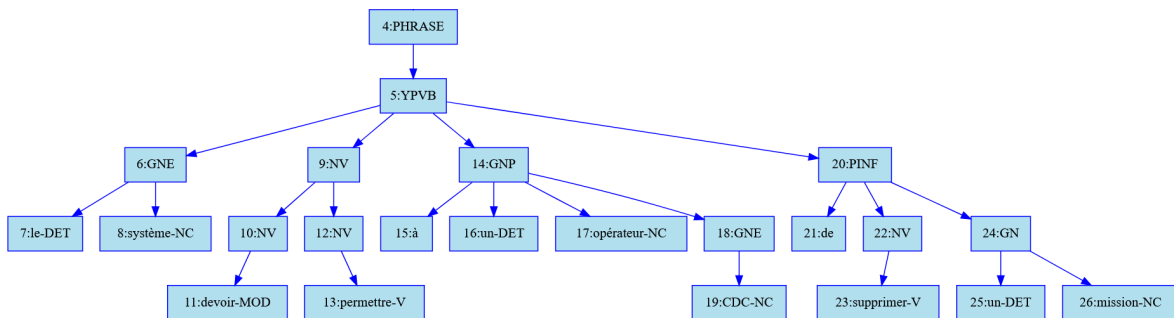 4:PHRASE
5:YPVB
6:GNE
9:NV
14:GNP
20:PINF
7:le-DET
8:système-NC
10:NV
12:NV
15:à
16:un-DET
17:opérateur-NC
18:GNE
21:de
22:NV
24:GN
11:devoir-MOD
13:permettre-V
19:CDC-NC
23:supprimer-V
25:un-DET
26:mission-NC